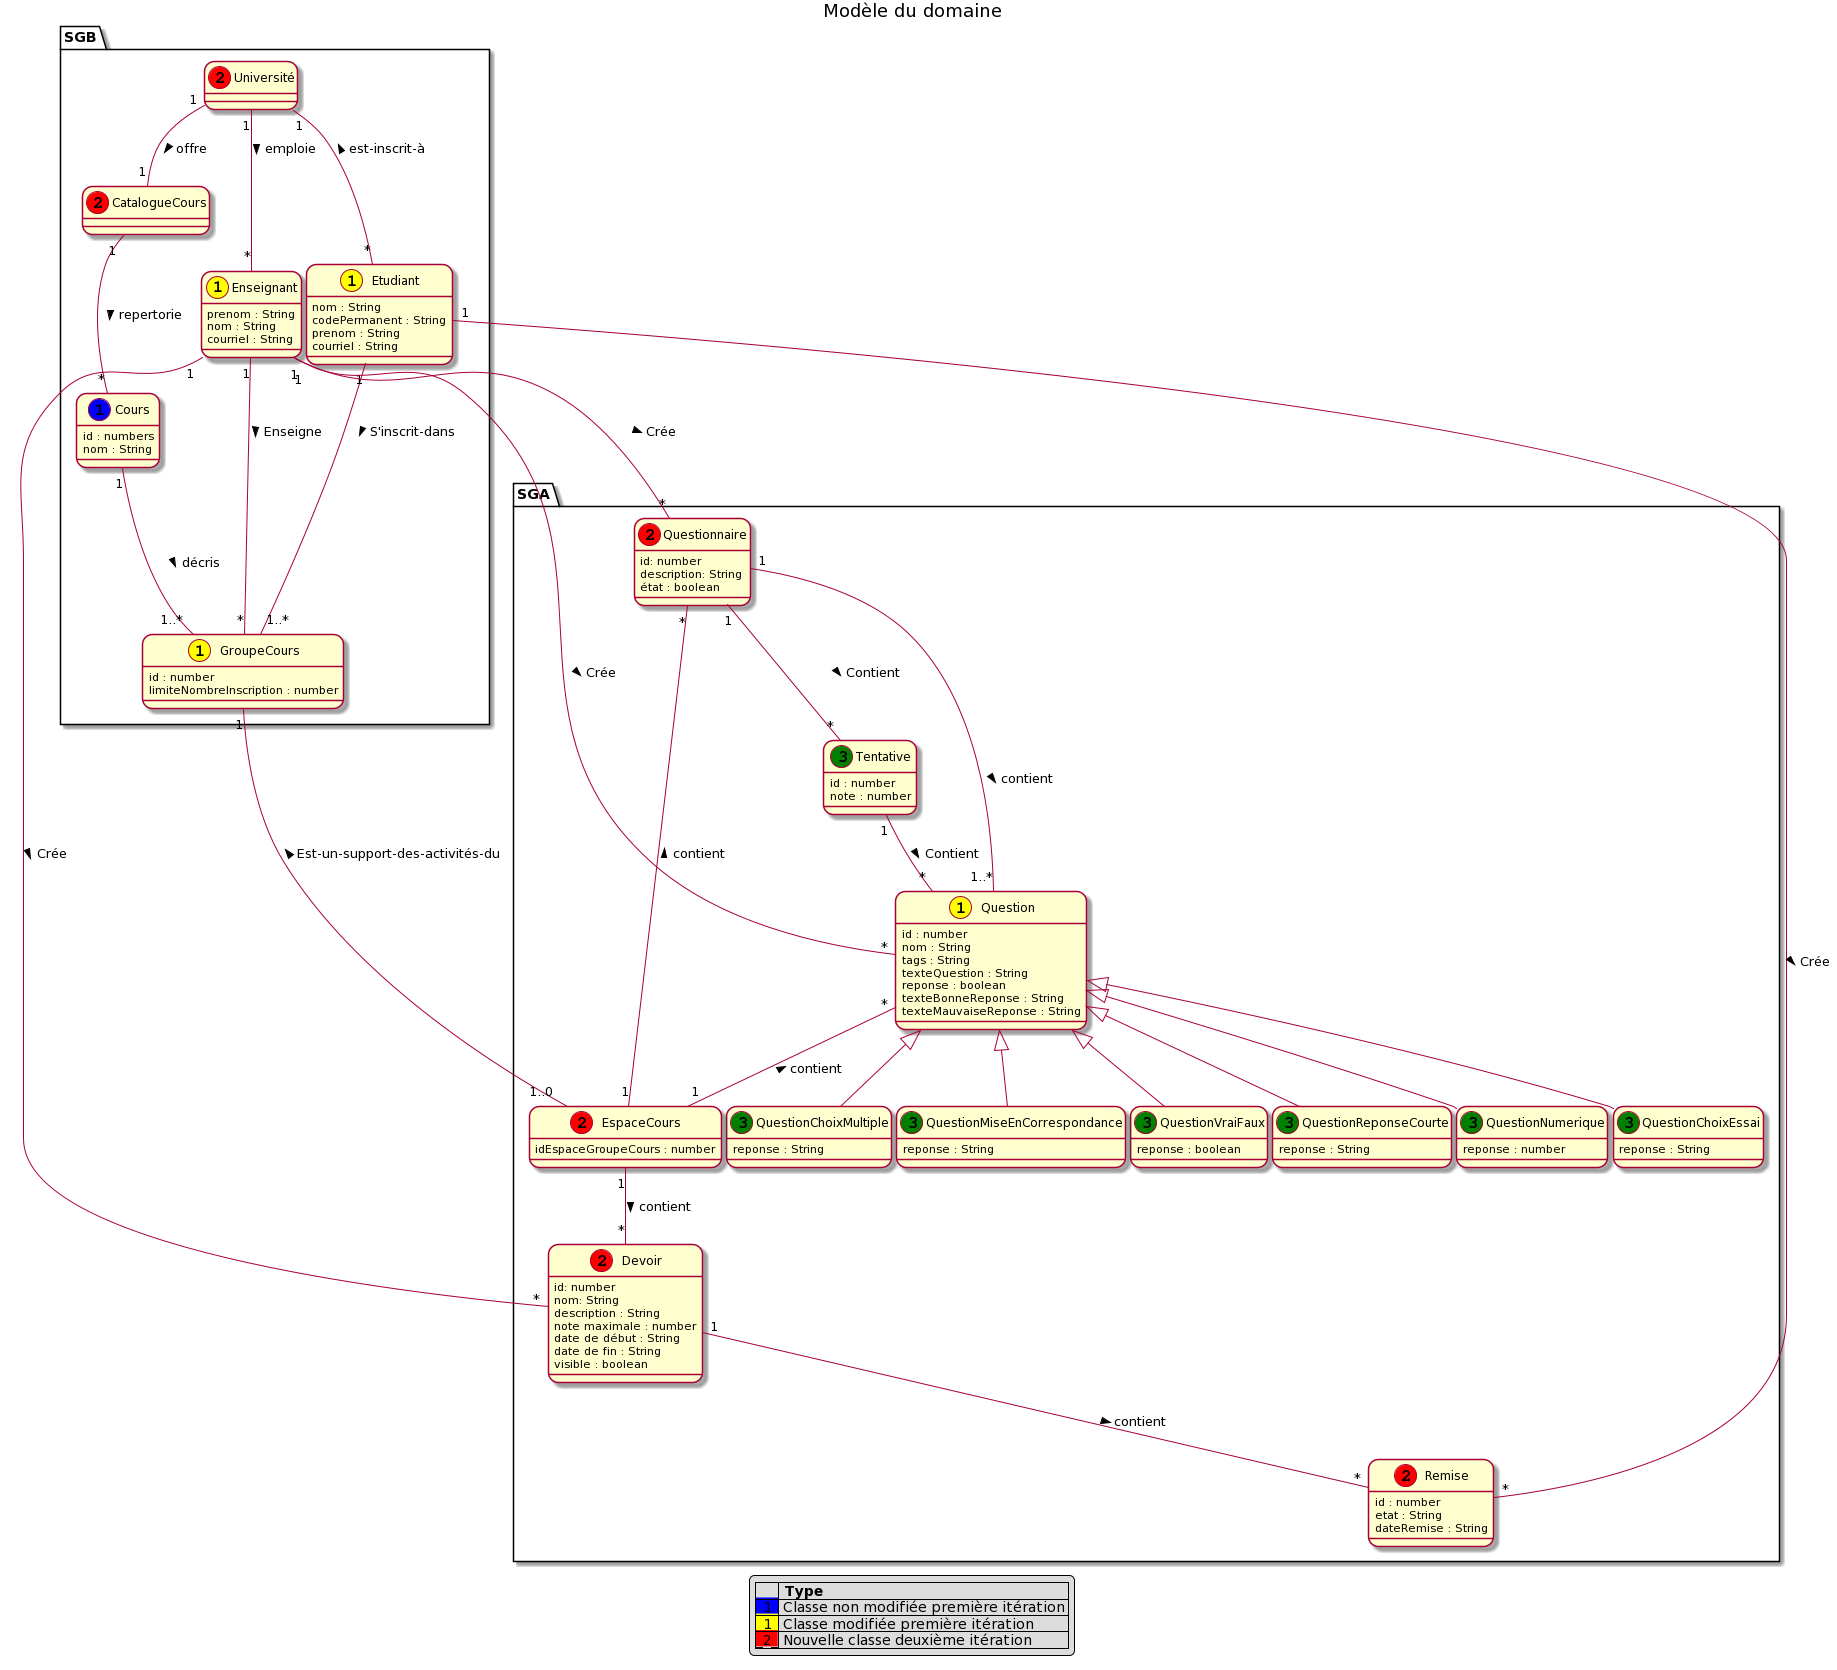 Modèle du domaine
SGB
2 Université
1
1
1
offre
emploie
est-inscrit-à
1
2 CatalogueCours
1
*
*
1 Enseignant
prenom : String
nom : String
courriel : String
1 Etudiant
nom : String
codePermanent : String
prenom : String
courriel : String
1
repertorie
*
1
1
1
1
1
1 Cours
id : numbers
nom : String
Enseigne
S'inscrit-dans
Crée
1
décris
1..*
*
1..*
1 GroupeCours
id : number
limiteNombreInscription : number
1
SGA
*
2 Questionnaire
id: number
description: String
état : boolean
1
*
1
Crée
Contient
*
3 Tentative
id : number
note : number
contient
1
Crée
Est-un-support-des-activités-du
contient
Contient
*
1..*
1 Question
id : number
nom : String
tags : String
texteQuestion : String
reponse : boolean
texteBonneReponse : String
texteMauvaiseReponse : String
*
*
Crée
contient
1..0
1
1
2 EspaceCours
idEspaceGroupeCours : number
3 QuestionChoixMultiple
reponse : String
3 QuestionMiseEnCorrespondance
reponse : String
3 QuestionVraiFaux
reponse : boolean
3 QuestionReponseCourte
reponse : String
3 QuestionNumerique
reponse : number
3 QuestionChoixEssai
reponse : String
1
contient
*
2 Devoir
id: number
nom: String
description : String
note maximale : number
date de début : String
date de fin : String
visible : boolean
*
1
contient
*
2 Remise
id : number
etat : String
dateRemise : String
*
Type
1 Classe non modifiée première itération
1 Classe modifiée première itération
2 Nouvelle classe deuxième itération